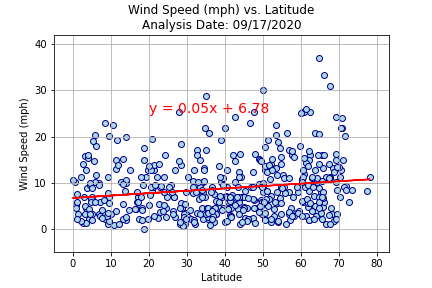 Wind Speed (mph) vs. Latitude
Analysis Date: 09/17/2020
40
30
20
10
0
Wind Speed (mph)
y = 0.05x + 6.78
0 10 20 30 40 50 60 70 80
Latitude